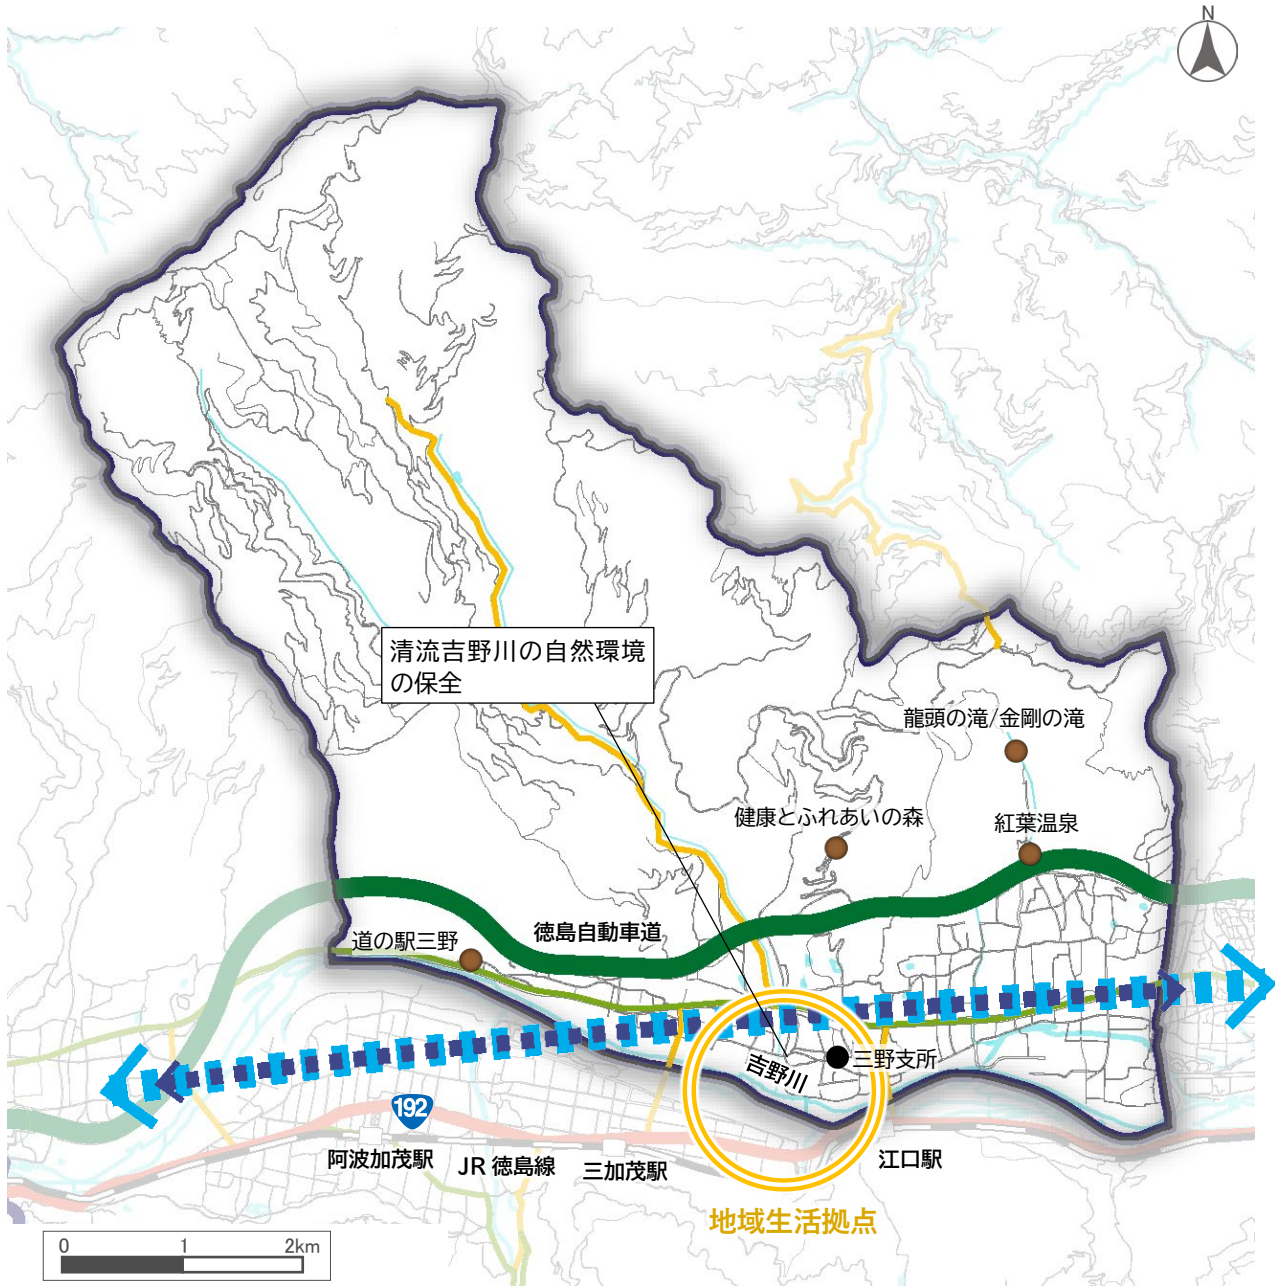 N
清流吉野川の自然環境
の保全
龍頭の滝/金剛の滝
健康とふれあいの森
紅葉温泉
徳島自動車道
道の駅三野
吉野川
三野支所
192
阿波加茂駅
JR 徳島線
三加茂駅
江口駅
地域生活拠点
0 1 2km